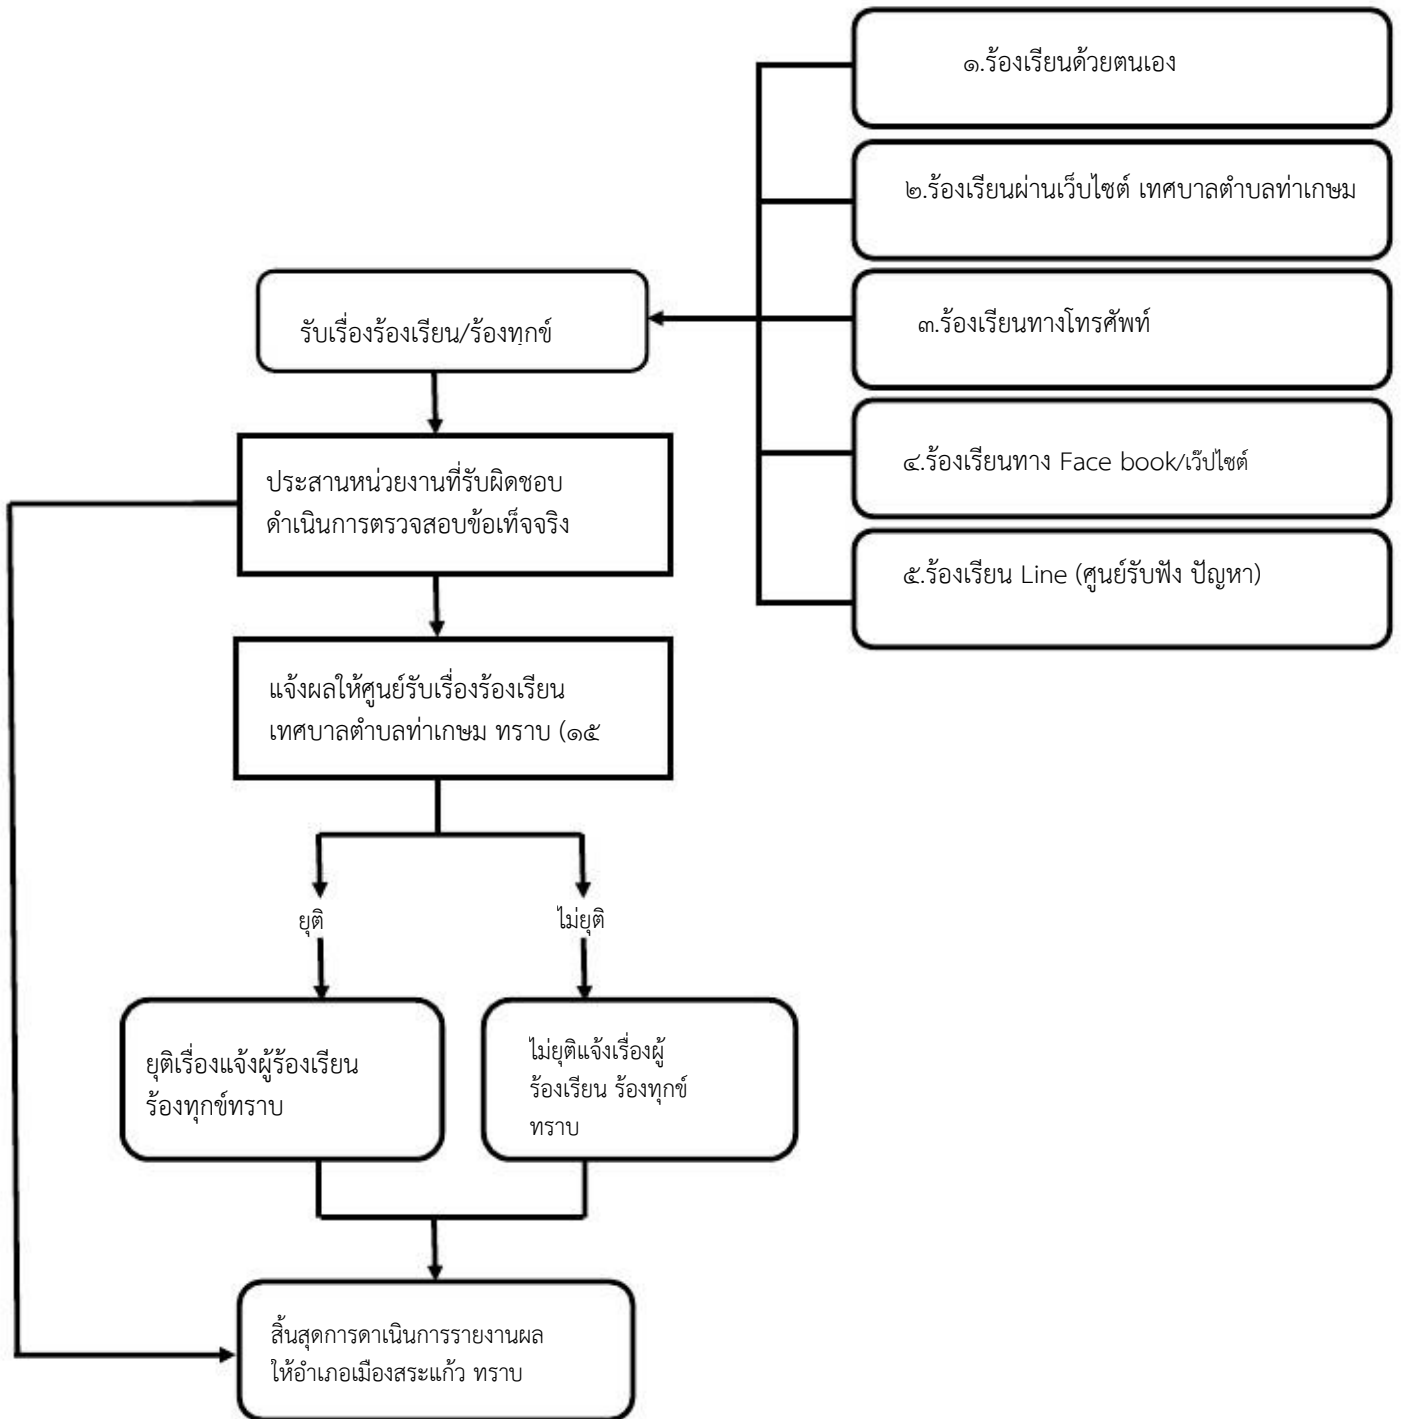 ๑.ร้องเรียนด้วยตนเอง
๒.ร้องเรียนผ่านเว็บไซต์ เทศบาลตำบลท่าเกษม
รับเรื่องร้องเรียน/ร้องทุกข์
๓.ร้องเรียนทางโทรศัพท์
๔.ร้องเรียนทาง Face book/เว๊ปไซต์
ประสานหน่วยงานที่รับผิดชอบ
ดำเนินการตรวจสอบข้อเท็จจริง
๕.ร้องเรียน Line (ศูนย์รับฟัง ปัญหา)
แจ้งผลให้ศูนย์รับเรื่องร้องเรียน
เทศบาลตำบลท่าเกษม ทราบ (๑๕
ยุติ
ไม่ยุติ
ยุติเรื่องแจ้งผู้ร้องเรียน
ร้องทุกข์ทราบ
ไม่ยุติแจ้งเรื่องผู้
ร้องเรียน ร้องทุกข์
ทราบ
สิ้นสุดการดาเนินการรายงานผล
ให้อำเภอเมืองสระแก้ว ทราบ